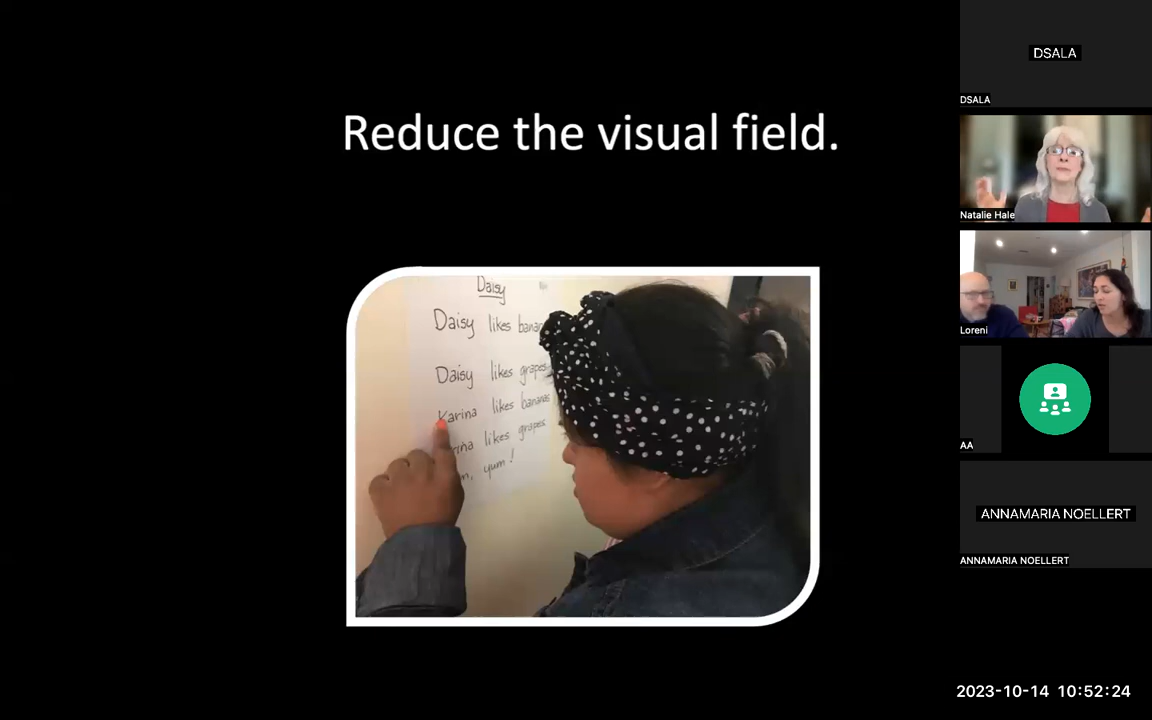 Reduce the visual field.
Daisy
Daisy likes
Daisy likes grapes
Karina likes bananas
likes grapes
yum!
DSALA
DSALA
Natalie Hale
Loreni
AA
ANNAMARIA NOELLERT
ANNAMARIA NOELLERT
2023-10-14 10:52:24